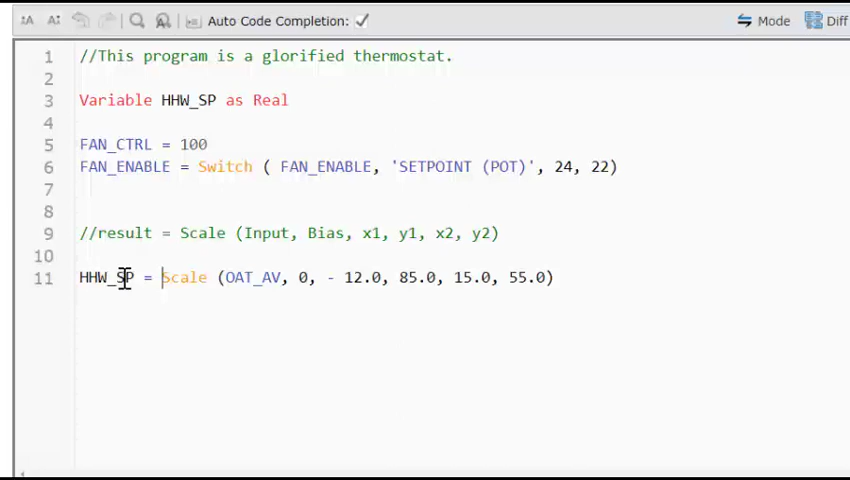 Auto Code Completion: Mode Diff
1 //This program is a glorified thermostat.
2
3 Variable HHW_SP as Real
4
5 FAN_CTRL = 100
6 FAN_ENABLE = Switch ( FAN_ENABLE, 'SETPOINT (POT)', 24, 22)
7
8
9 //result = Scale (Input, Bias, x1, y1, x2, y2)
10
11 HHW_SP = Scale (OAT_AV, 0, - 12.0, 85.0, 15.0, 55.0)